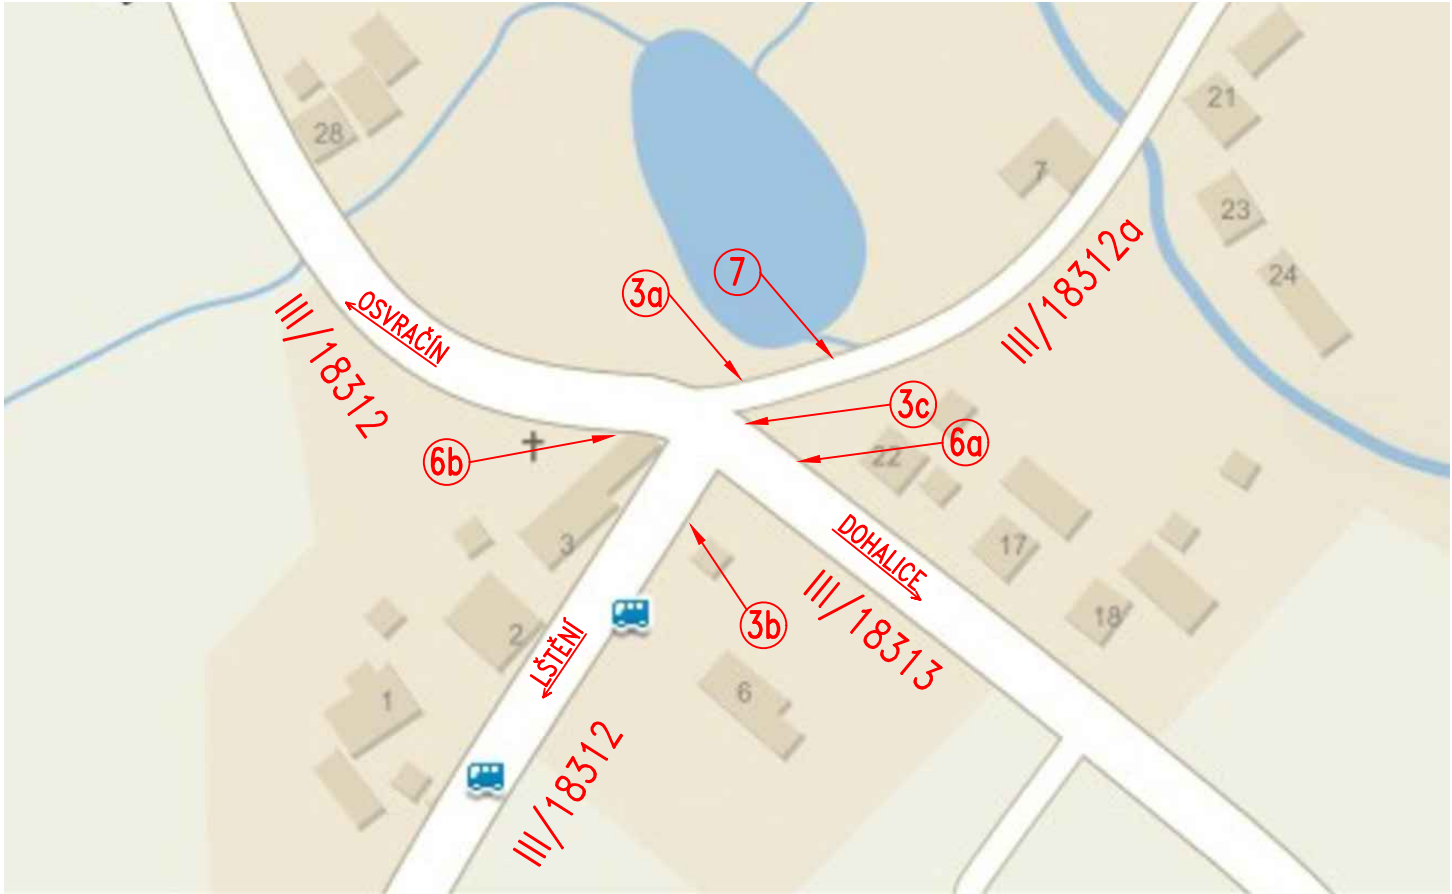 28
21
7
23
24
7
3a
III/18312a
OSVRAČÍN
III/18312
3c
6a
6b
22
3
17
DOHALICE
III/18313
18
3b
2
LŠTĚNÍ
6
1
III/18312